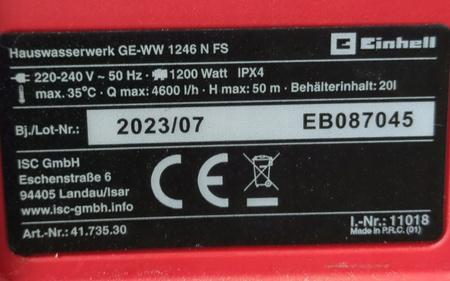 Hauswasserwerk GE-WW 1246 N FS
Einhell
220-240 V ~ 50 Hz · 1200 Watt IPX4
max. 35°C · Q max: 4600 l/h · H max: 50 m · Behälterinhalt: 20l
Bj./Lot-Nr.: 2023/07 EB087045
ISC GmbH
Eschenstraße 6
94405 Landau/Isar
www.isc-gmbh.info
CE
Art.-Nr.: 41.735.30
I.-Nr.: 11018
Made in P.R.C. (01)